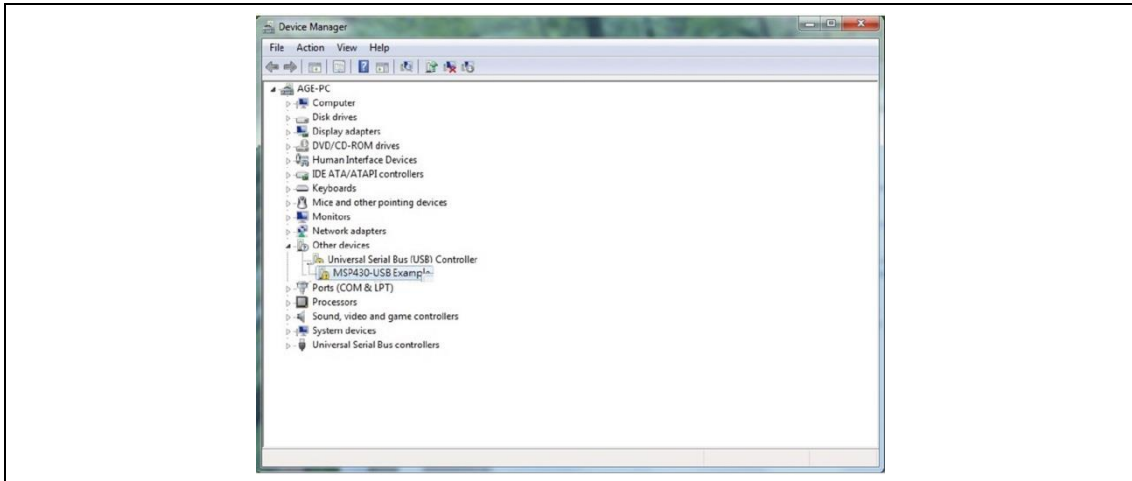 Device Manager
File Action View Help
AGE-PC
Computer
Disk drives
Display adapters
DVD/CD-ROM drives
Human Interface Devices
IDE ATA/ATAPI controllers
Keyboards
Mice and other pointing devices
Monitors
Network adapters
Other devices
Universal Serial Bus (USB) Controller
MSP430-USB Example
Ports (COM & LPT)
Processors
Sound, video and game controllers
System devices
Universal Serial Bus controllers